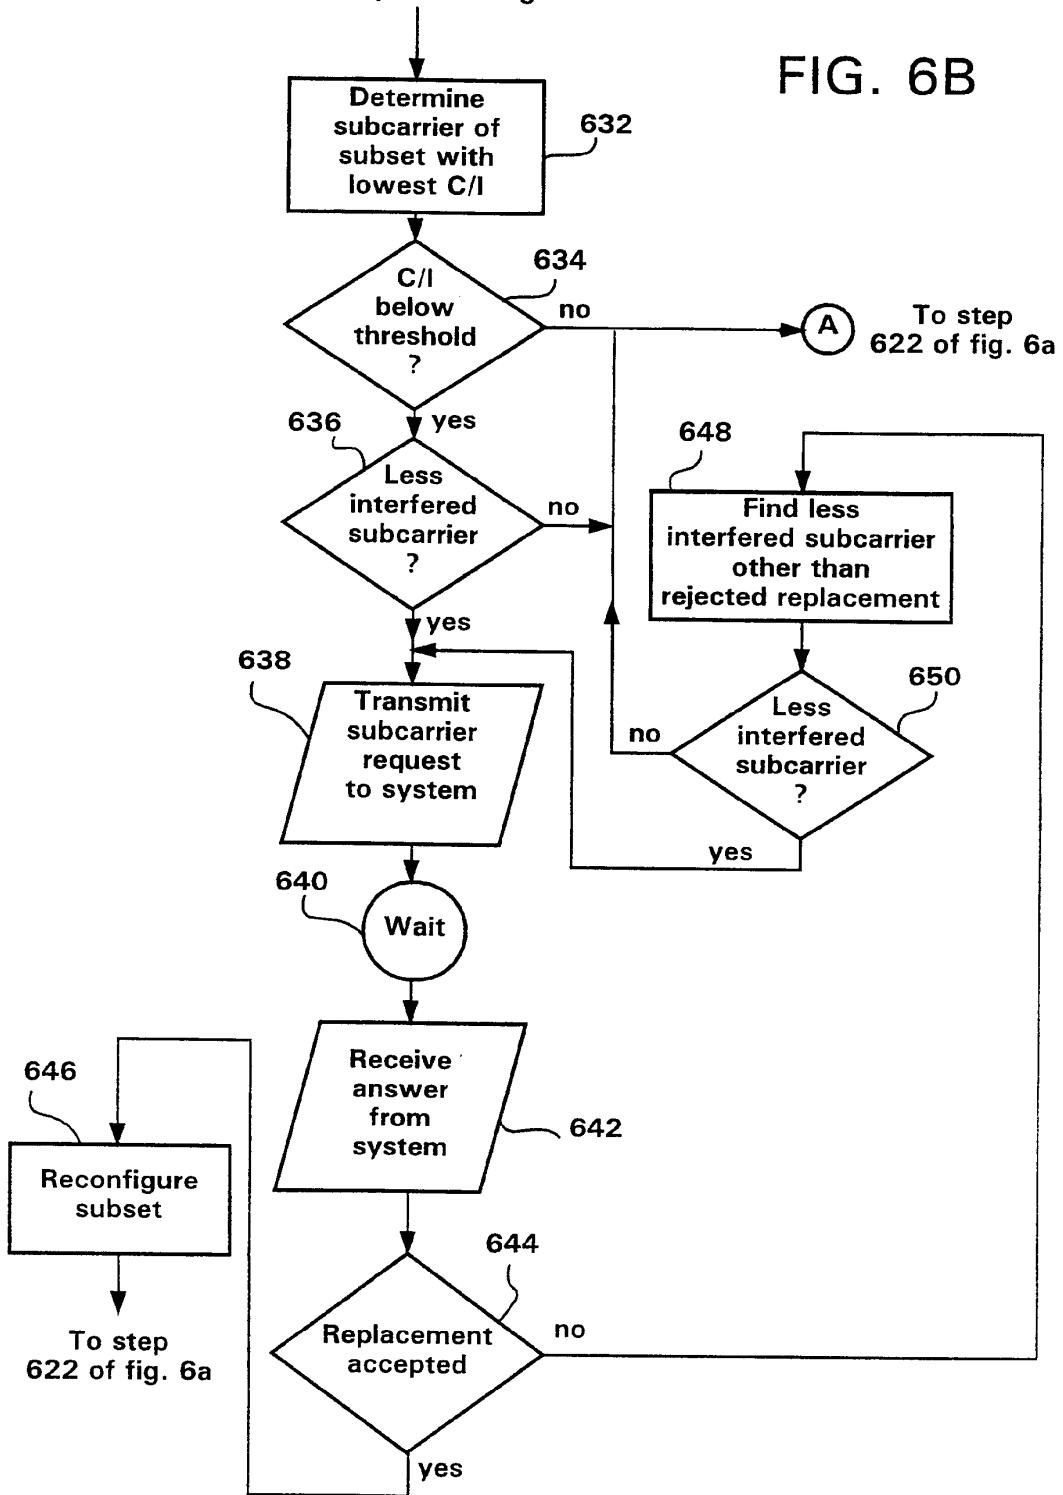 FIG. 6B
Determine
subcarrier of
subset with
lowest C/I
632
C/I
below
threshold
?
634
no
A
To step
622 of fig. 6a
yes
636
Less
interfered
subcarrier
?
no
648
Find less
interfered subcarrier
other than
rejected replacement
yes
638
Transmit
subcarrier
request
to system
650
Less
interfered
subcarrier
?
no
yes
640
Wait
Receive
answer
from
system
642
646
Reconfigure
subset
To step
622 of fig. 6a
644
Replacement
accepted
no
yes